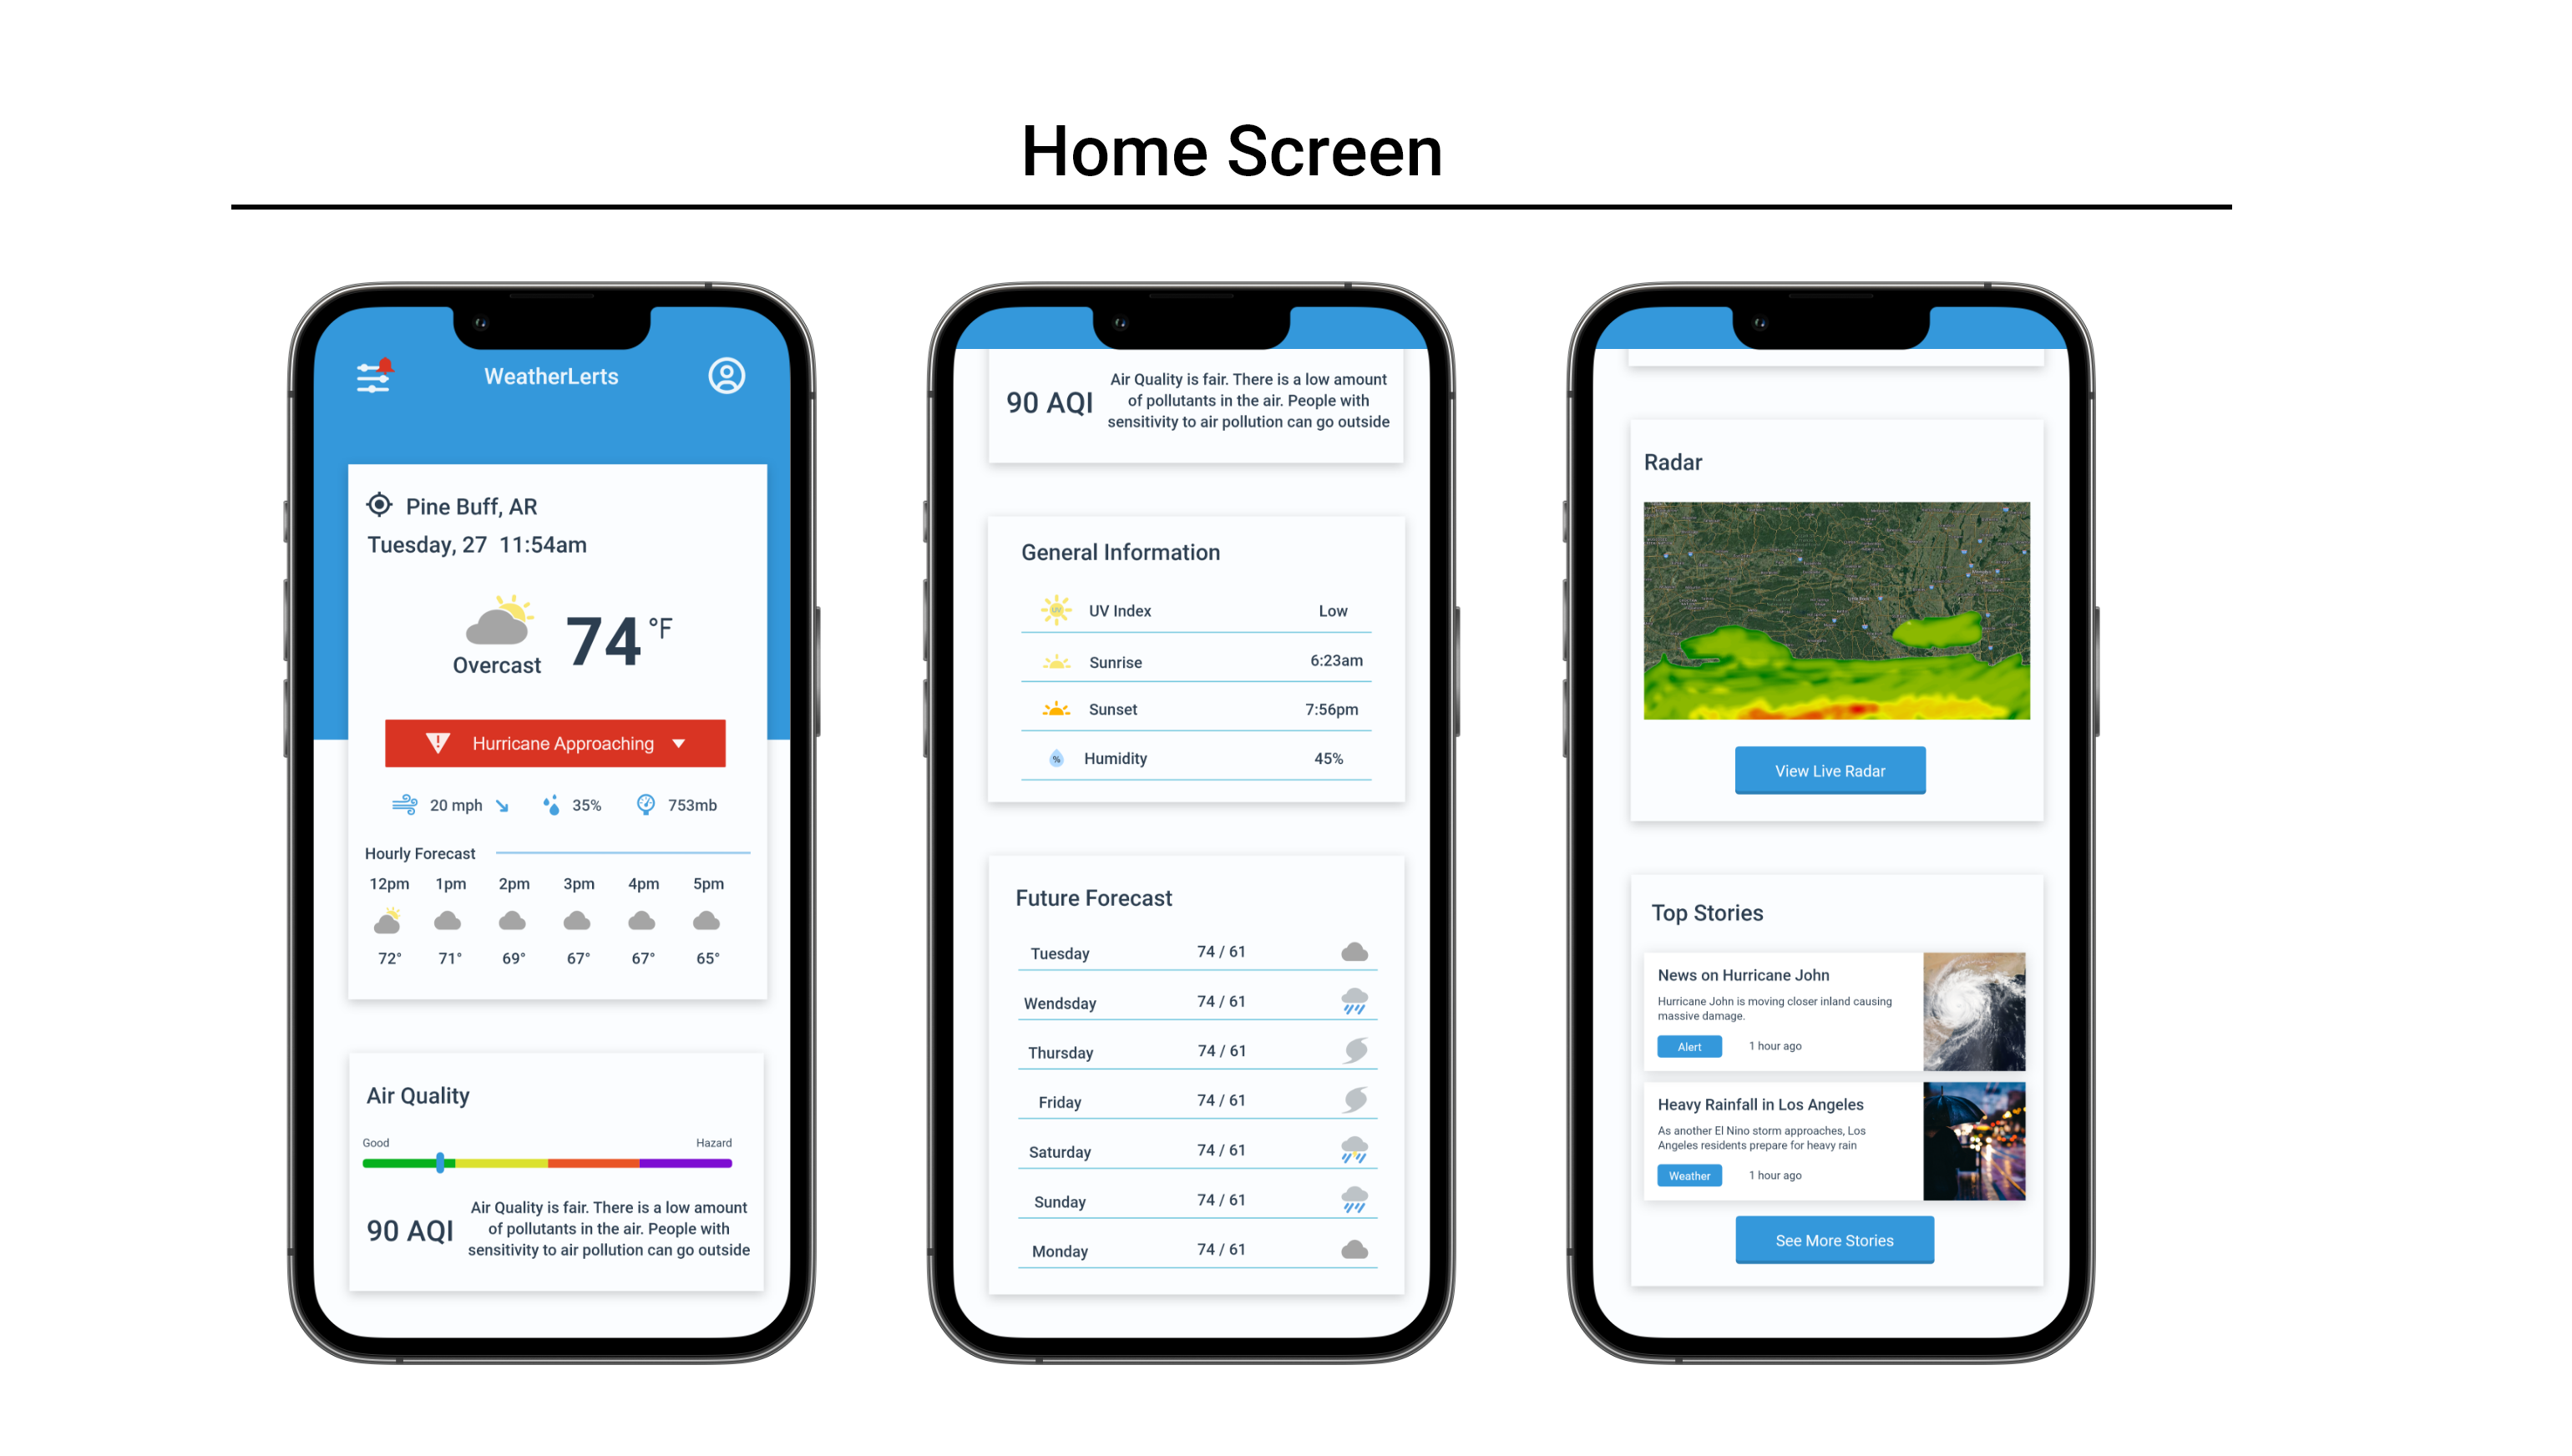 Home Screen
WeatherLerts
Pine Buff, AR
Tuesday, 27 11:54am
Overcast
74 °F
Hurricane Approaching
20 mph 35% 753mb
Hourly Forecast
12pm 1pm 2pm 3pm 4pm 5pm
72° 71° 69° 67° 67° 65°
Air Quality
Good Hazard
90 AQI
Air Quality is fair. There is a low amount
of pollutants in the air. People with
sensitivity to air pollution can go outside
90 AQI
Air Quality is fair. There is a low amount
of pollutants in the air. People with
sensitivity to air pollution can go outside
General Information
UV UV Index Low
Sunrise 6:23am
Sunset 7:56pm
% Humidity 45%
Future Forecast
Tuesday 74 / 61
Wendsday 74 / 61
Thursday 74 / 61
Friday 74 / 61
Saturday 74 / 61
Sunday 74 / 61
Monday 74 / 61
Radar
View Live Radar
Top Stories
News on Hurricane John
Hurricane John is moving closer inland causing
massive damage.
Alert 1 hour ago
Heavy Rainfall in Los Angeles
As another El Nino storm approaches, Los
Angeles residents prepare for heavy rain
Weather 1 hour ago
See More Stories